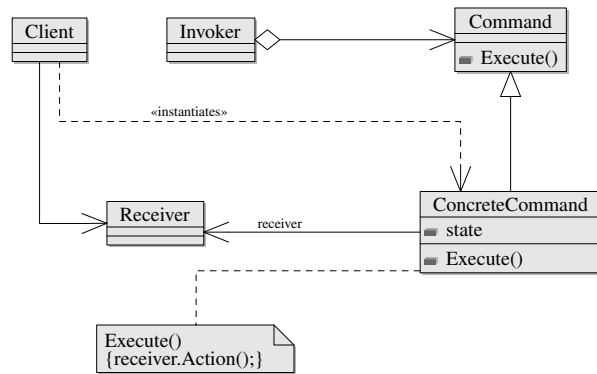 Client
Invoker
Command
Execute()
«instantiates»
Receiver
receiver
ConcreteCommand
state
Execute()
Execute()
{receiver.Action();}